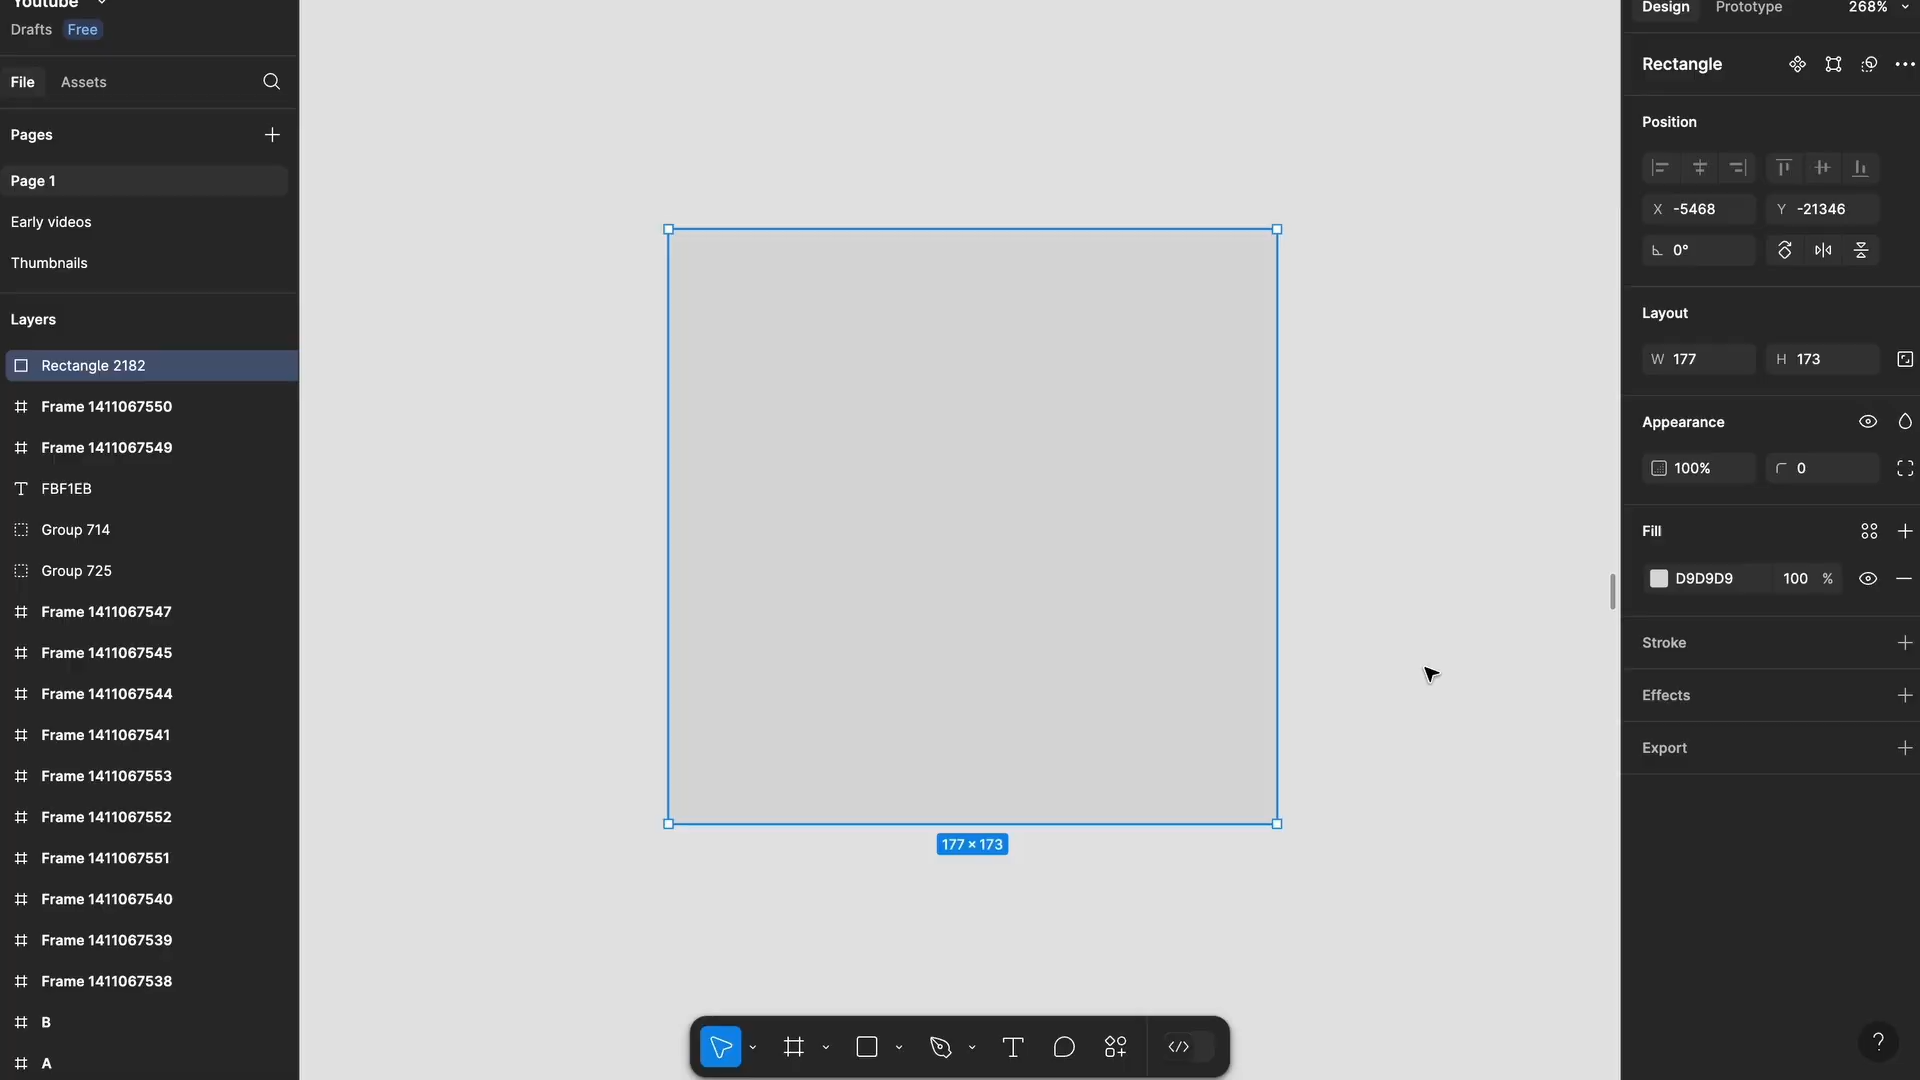 Youtube
Drafts Free
File Assets
Pages
Page 1
Early videos
Thumbnails
Layers
Rectangle 2182
Frame 1411067550
Frame 1411067549
FBF1EB
Group 714
Group 725
Frame 1411067547
Frame 1411067545
Frame 1411067544
Frame 1411067541
Frame 1411067553
Frame 1411067552
Frame 1411067551
Frame 1411067540
Frame 1411067539
Frame 1411067538
B
A
177 × 173
Design Prototype 268%
Rectangle
Position
X -5468 Y -21346
0°
Layout
W 177 H 173
Appearance
100% 0
Fill
D9D9D9 100 %
Stroke
Effects
Export
?